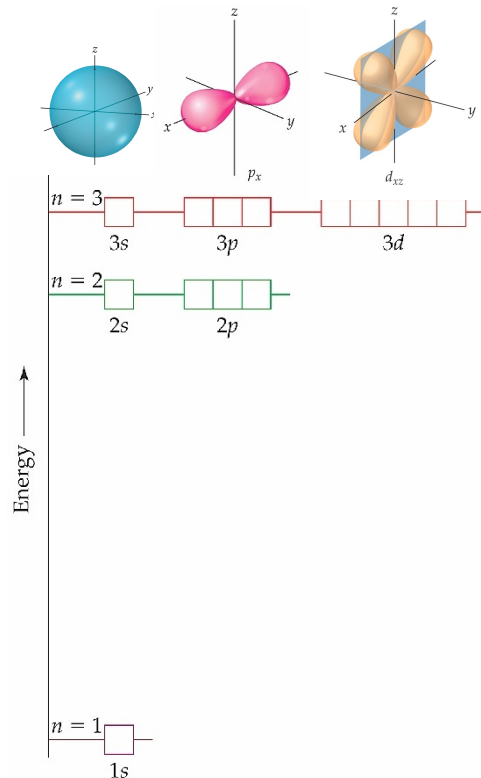 z
y
x
z
x
y
p_x
z
x
y
d_xz
n = 3
3s
3p
3d
n = 2
2s
2p
Energy
n = 1
1s